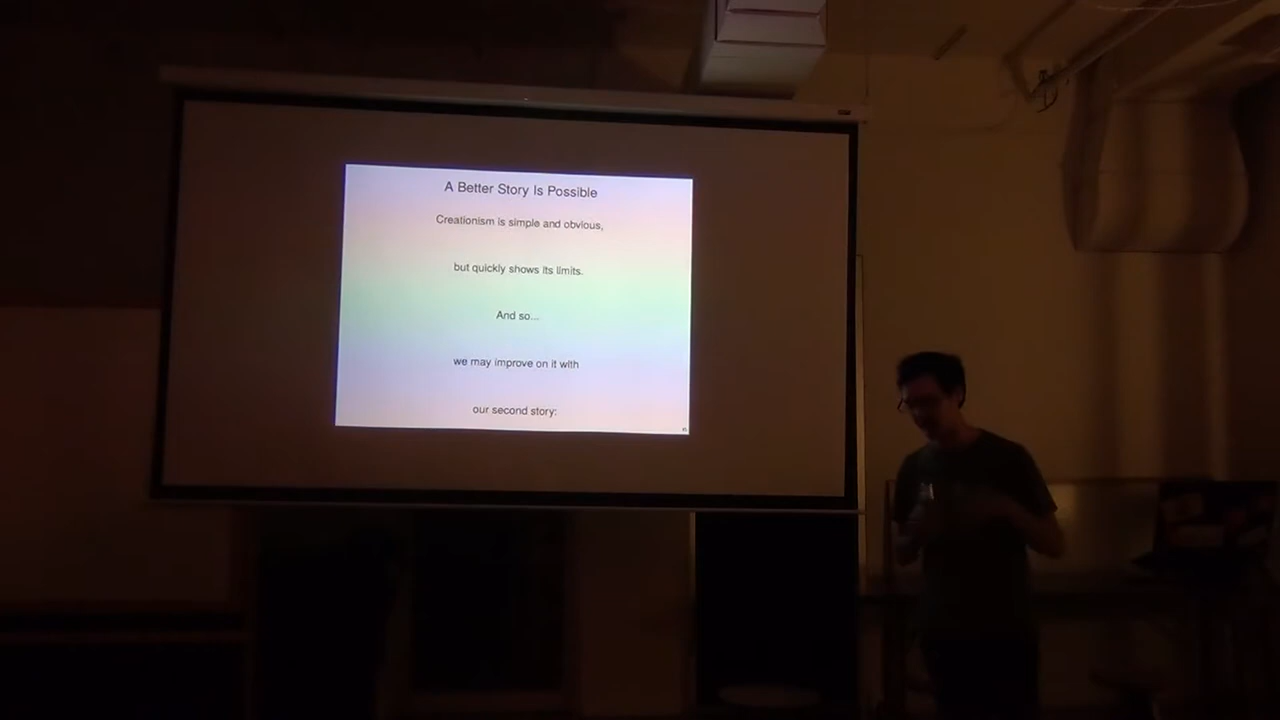 A Better Story Is Possible
Creationism is simple and obvious,
but quickly shows its limits.
And so...
we may improve on it with
our second story: